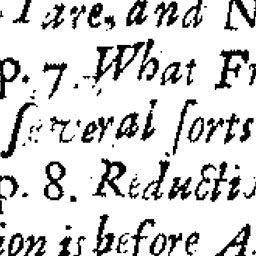 Tare, and N
p. 7. What Fr
ſeveral ſorts
p. 8. Reducti
ion is before A